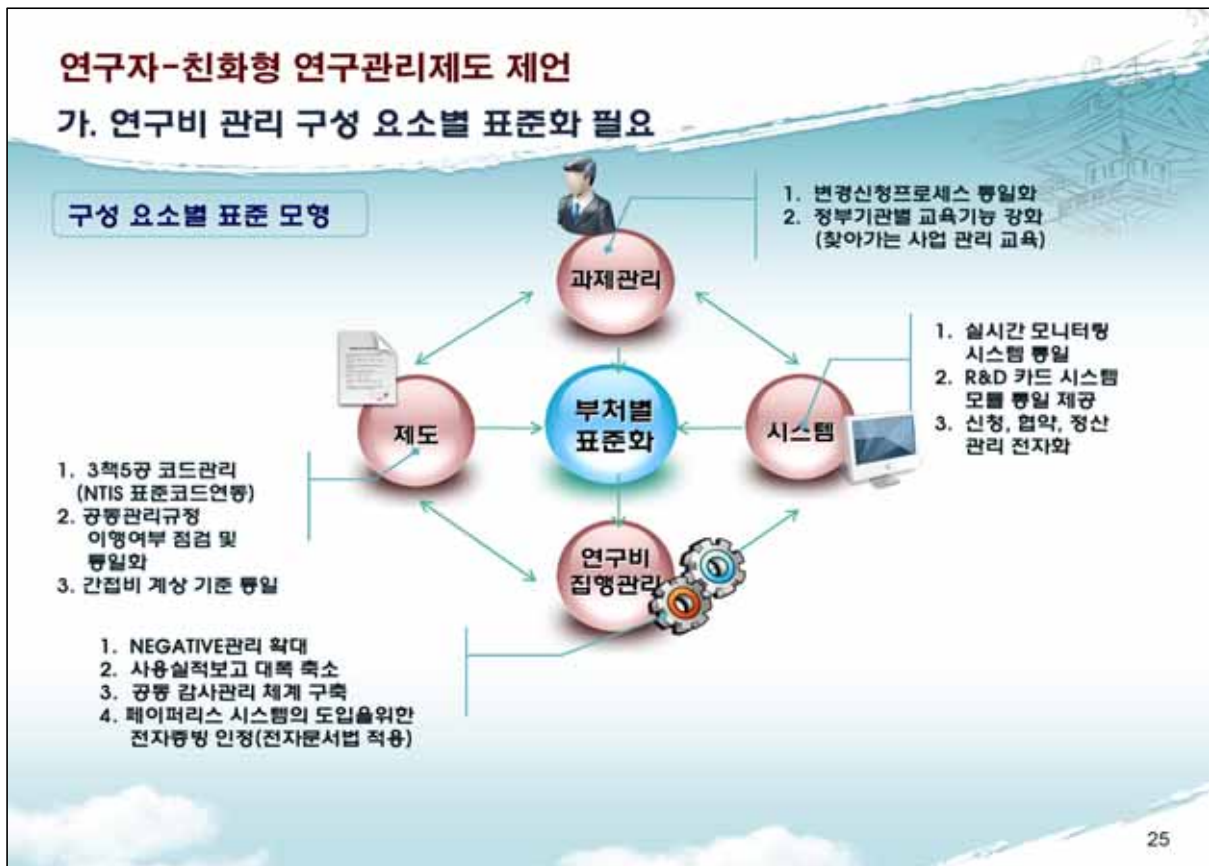 연구자-친화형 연구관리제도 제언
가. 연구비 관리 구성 요소별 표준화 필요
구성 요소별 표준 모형
1. 변경신청프로세스 통일화
2. 정부기관별 교육기능 강화
(찾아가는 사업 관리 교육)
과제관리
1. 실시간 모니터링
시스템 통일
2. R&D 카드 시스템
모듈 통일 제공
3. 신청, 협약, 정산
관리 전자화
제도
부처별
표준화
시스템
1. 3책5공 코드관리
(NTIS 표준코드연동)
2. 공동관리규정
이행여부 점검 및
통일화
3. 간접비 계상 기준 통일
연구비
집행관리
1. NEGATIVE관리 확대
2. 사용실적보고 대폭 축소
3. 공동 감사관리 체계 구축
4. 페이퍼리스 시스템의 도입을위한
전자증빙 인정(전자문서법 적용)
25